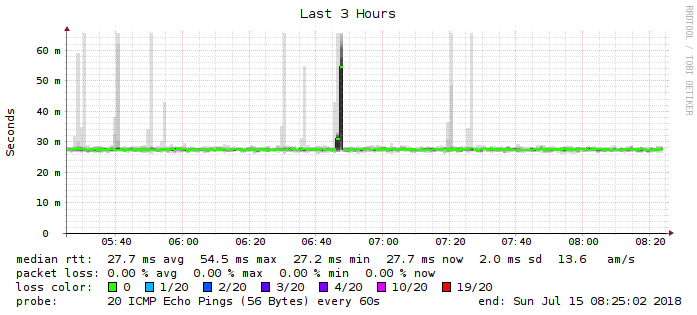 Last 3 Hours
RRDTOOL / TOBI OETIKER
Seconds
60 m
50 m
40 m
30 m
20 m
10 m
0
05:40 06:00 06:20 06:40 07:00 07:20 07:40 08:00 08:20
median rtt: 27.7 ms avg 54.5 ms max 27.2 ms min 27.7 ms now 2.0 ms sd 13.6 am/s
packet loss: 0.00 % avg 0.00 % max 0.00 % min 0.00 % now
loss color: 0 1/20 2/20 3/20 4/20 10/20 19/20
probe: 20 ICMP Echo Pings (56 Bytes) every 60s end: Sun Jul 15 08:25:02 2018